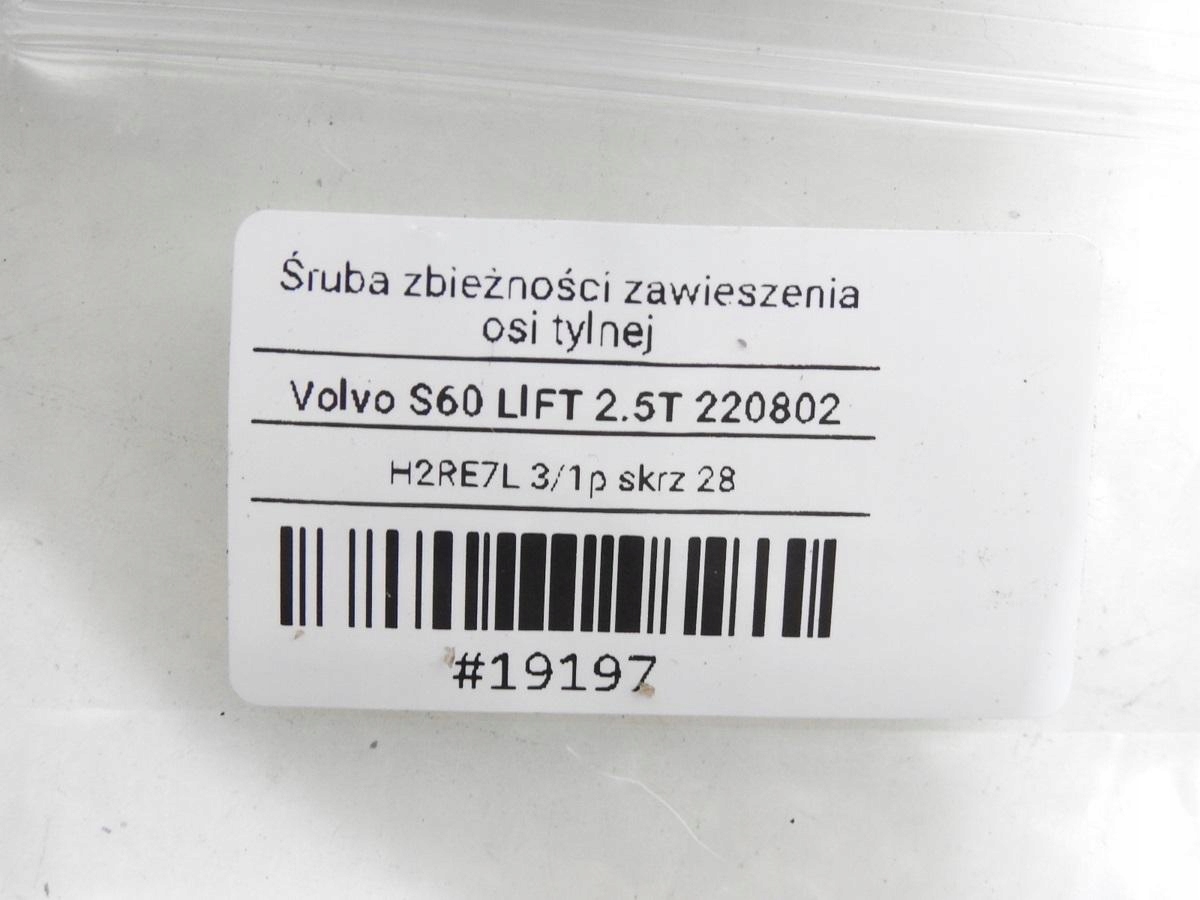 Śruba zbieżności zawieszenia
osi tylnej
Volvo S60 LIFT 2.5T 220802
H2RE7L 3/1p skrz 28
#19197